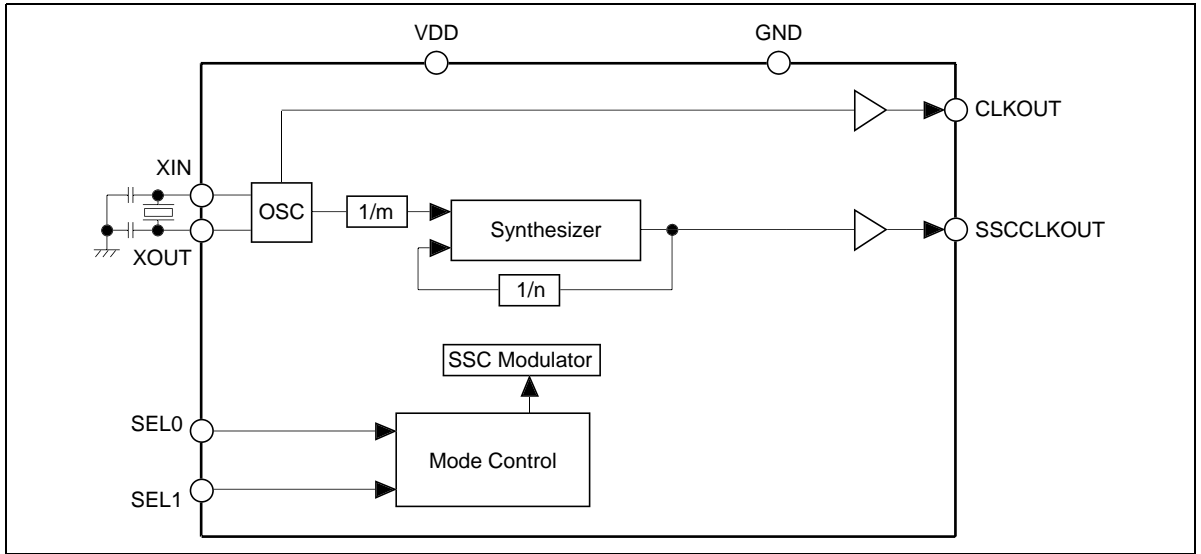 VDD
GND
CLKOUT
XIN
OSC
1/m
Synthesizer
SSCCLKOUT
XOUT
1/n
SSC Modulator
SEL0
Mode Control
SEL1